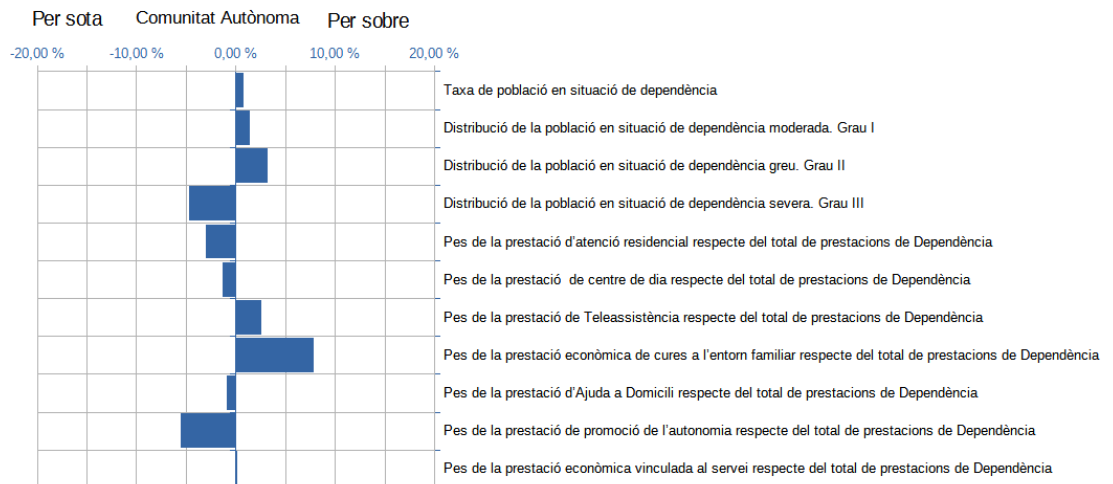 Per sota Comunitat Autònoma Per sobre
-20,00 % -10,00 % 0,00 % 10,00 % 20,00 %
Taxa de població en situació de dependència
Distribució de la població en situació de dependència moderada. Grau I
Distribució de la població en situació de dependència greu. Grau II
Distribució de la població en situació de dependència severa. Grau III
Pes de la prestació d’atenció residencial respecte del total de prestacions de Dependència
Pes de la prestació  de centre de dia respecte del total de prestacions de Dependència
Pes de la prestació de Teleassistència respecte del total de prestacions de Dependència
Pes de la prestació econòmica de cures a l’entorn familiar respecte del total de prestacions de Dependència
Pes de la prestació d’Ajuda a Domicili respecte del total de prestacions de Dependència
Pes de la prestació de promoció de l’autonomia respecte del total de prestacions de Dependència
Pes de la prestació econòmica vinculada al servei respecte del total de prestacions de Dependència